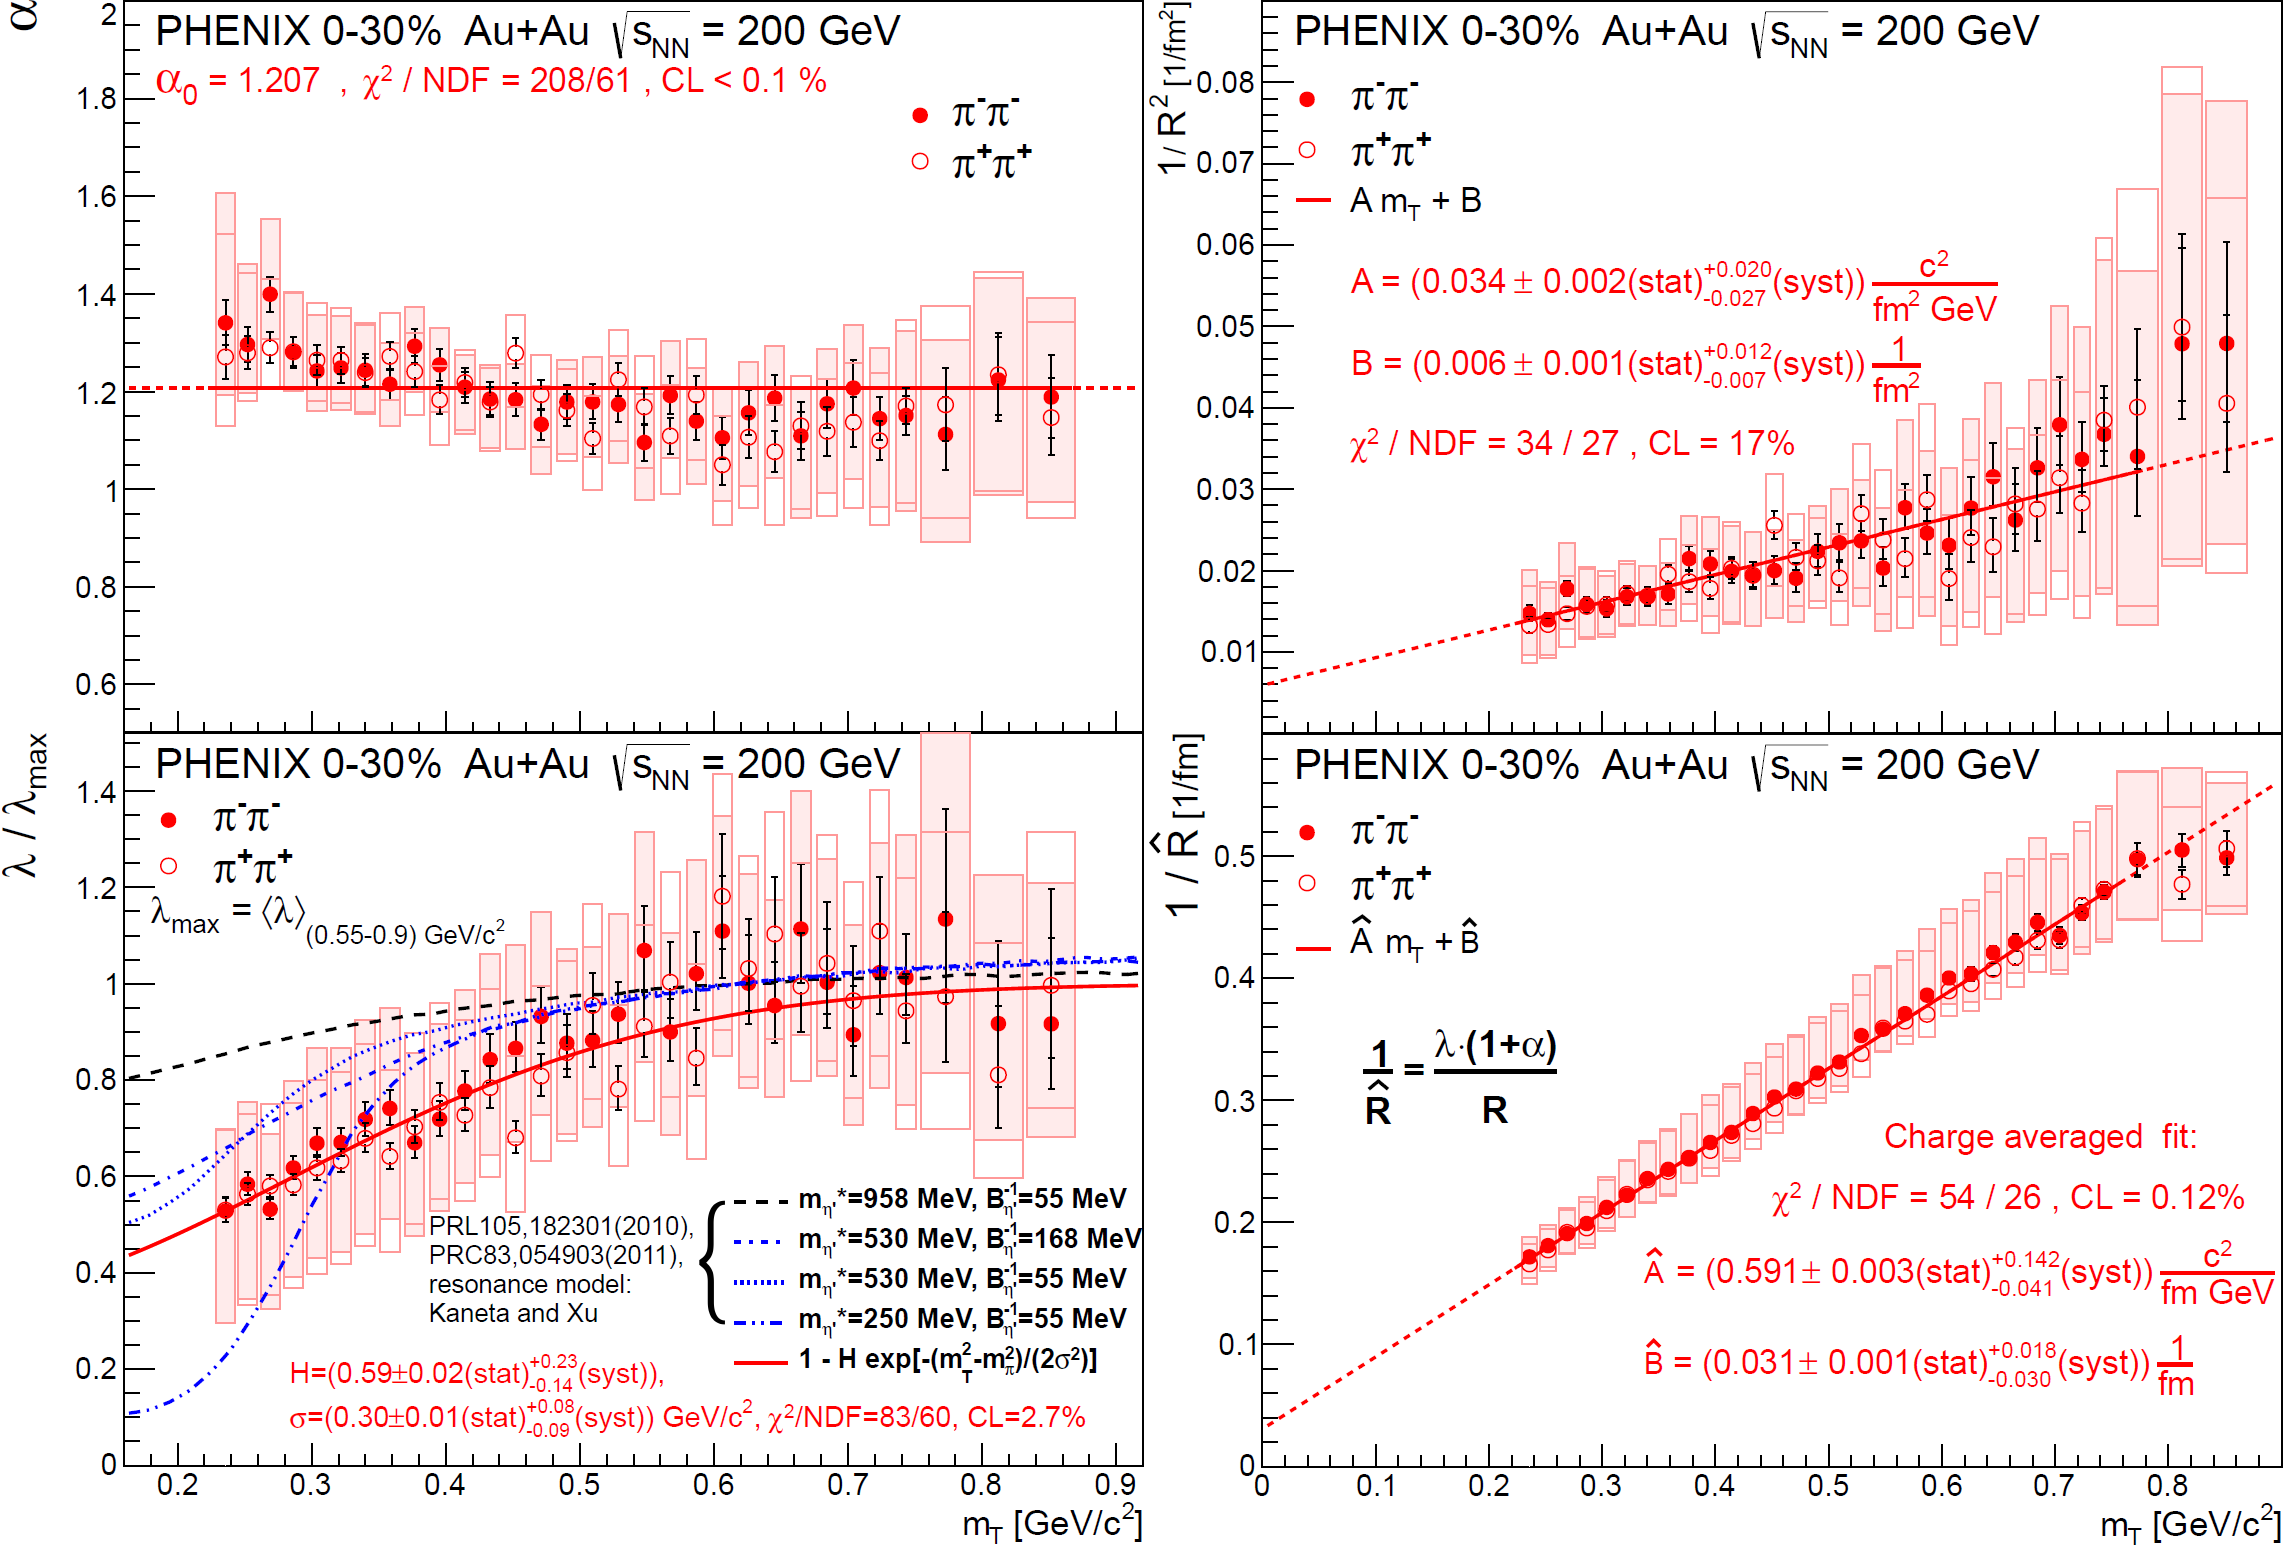 α
PHENIX 0-30% Au+Au √sNN = 200 GeV
α0 = 1.207 , χ2 / NDF = 208/61 , CL < 0.1 %
π-π-
π+π+
2
1.8
1.6
1.4
1.2
1
0.8
0.6
1/ R2 [1/fm2]
PHENIX 0-30% Au+Au √sNN = 200 GeV
π-π-
π+π+
A mT + B
A = (0.034 ± 0.002(stat)+0.020-0.027(syst)) c2/fm2 GeV
B = (0.006 ± 0.001(stat)+0.012-0.007(syst)) 1/fm2
χ2 / NDF = 34 / 27 , CL = 17%
0.08
0.07
0.06
0.05
0.04
0.03
0.02
0.01
λ / λmax
PHENIX 0-30% Au+Au √sNN = 200 GeV
π-π-
π+π+
λmax = ⟨λ⟩(0.55-0.9) GeV/c2
PRL105,182301(2010),
PRC83,054903(2011),
resonance model:
Kaneta and Xu
mη'*=958 MeV, B-1η'=55 MeV
mη'*=530 MeV, B-1η'=168 MeV
mη'*=530 MeV, B-1η'=55 MeV
mη'*=250 MeV, B-1η'=55 MeV
1 - H exp[-(m2T-m2π)/(2σ2)]
H=(0.59±0.02(stat)+0.23-0.14(syst)),
σ=(0.30±0.01(stat)+0.08-0.09(syst)) GeV/c2, χ2/NDF=83/60, CL=2.7%
1.4
1.2
1
0.8
0.6
0.4
0.2
0
0.2 0.3 0.4 0.5 0.6 0.7 0.8 0.9
mT [GeV/c2]
1 / R̂ [1/fm]
PHENIX 0-30% Au+Au √sNN = 200 GeV
π-π-
π+π+
Â mT + B̂
1/R̂ = λ·(1+α)/R
Charge averaged fit:
χ2 / NDF = 54 / 26 , CL = 0.12%
Â = (0.591± 0.003(stat)+0.142-0.041(syst)) c2/fm GeV
B̂ = (0.031± 0.001(stat)+0.018-0.030(syst)) 1/fm
0.5
0.4
0.3
0.2
0.1
0
0 0.1 0.2 0.3 0.4 0.5 0.6 0.7 0.8
mT [GeV/c2]